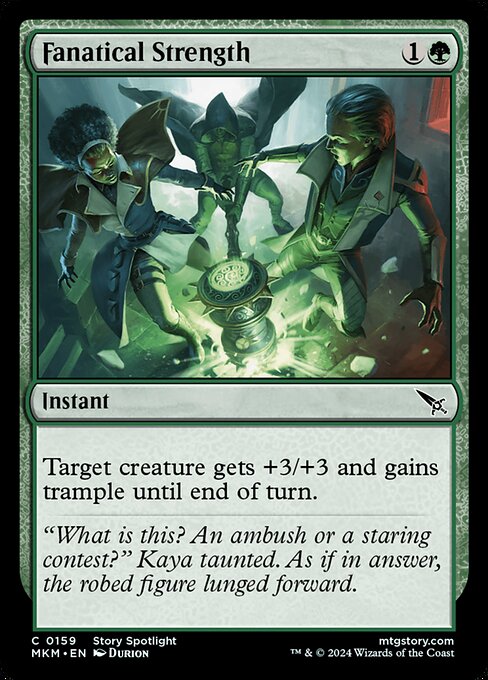 Fanatical Strength 1
Instant
Target creature gets +3/+3 and gains
trample until end of turn.
“What is this? An ambush or a staring
contest?” Kaya taunted. As if in answer,
the robed figure lunged forward.
C 0159 Story Spotlight mtgstory.com
MKM • EN Durion ™ & © 2024 Wizards of the Coast